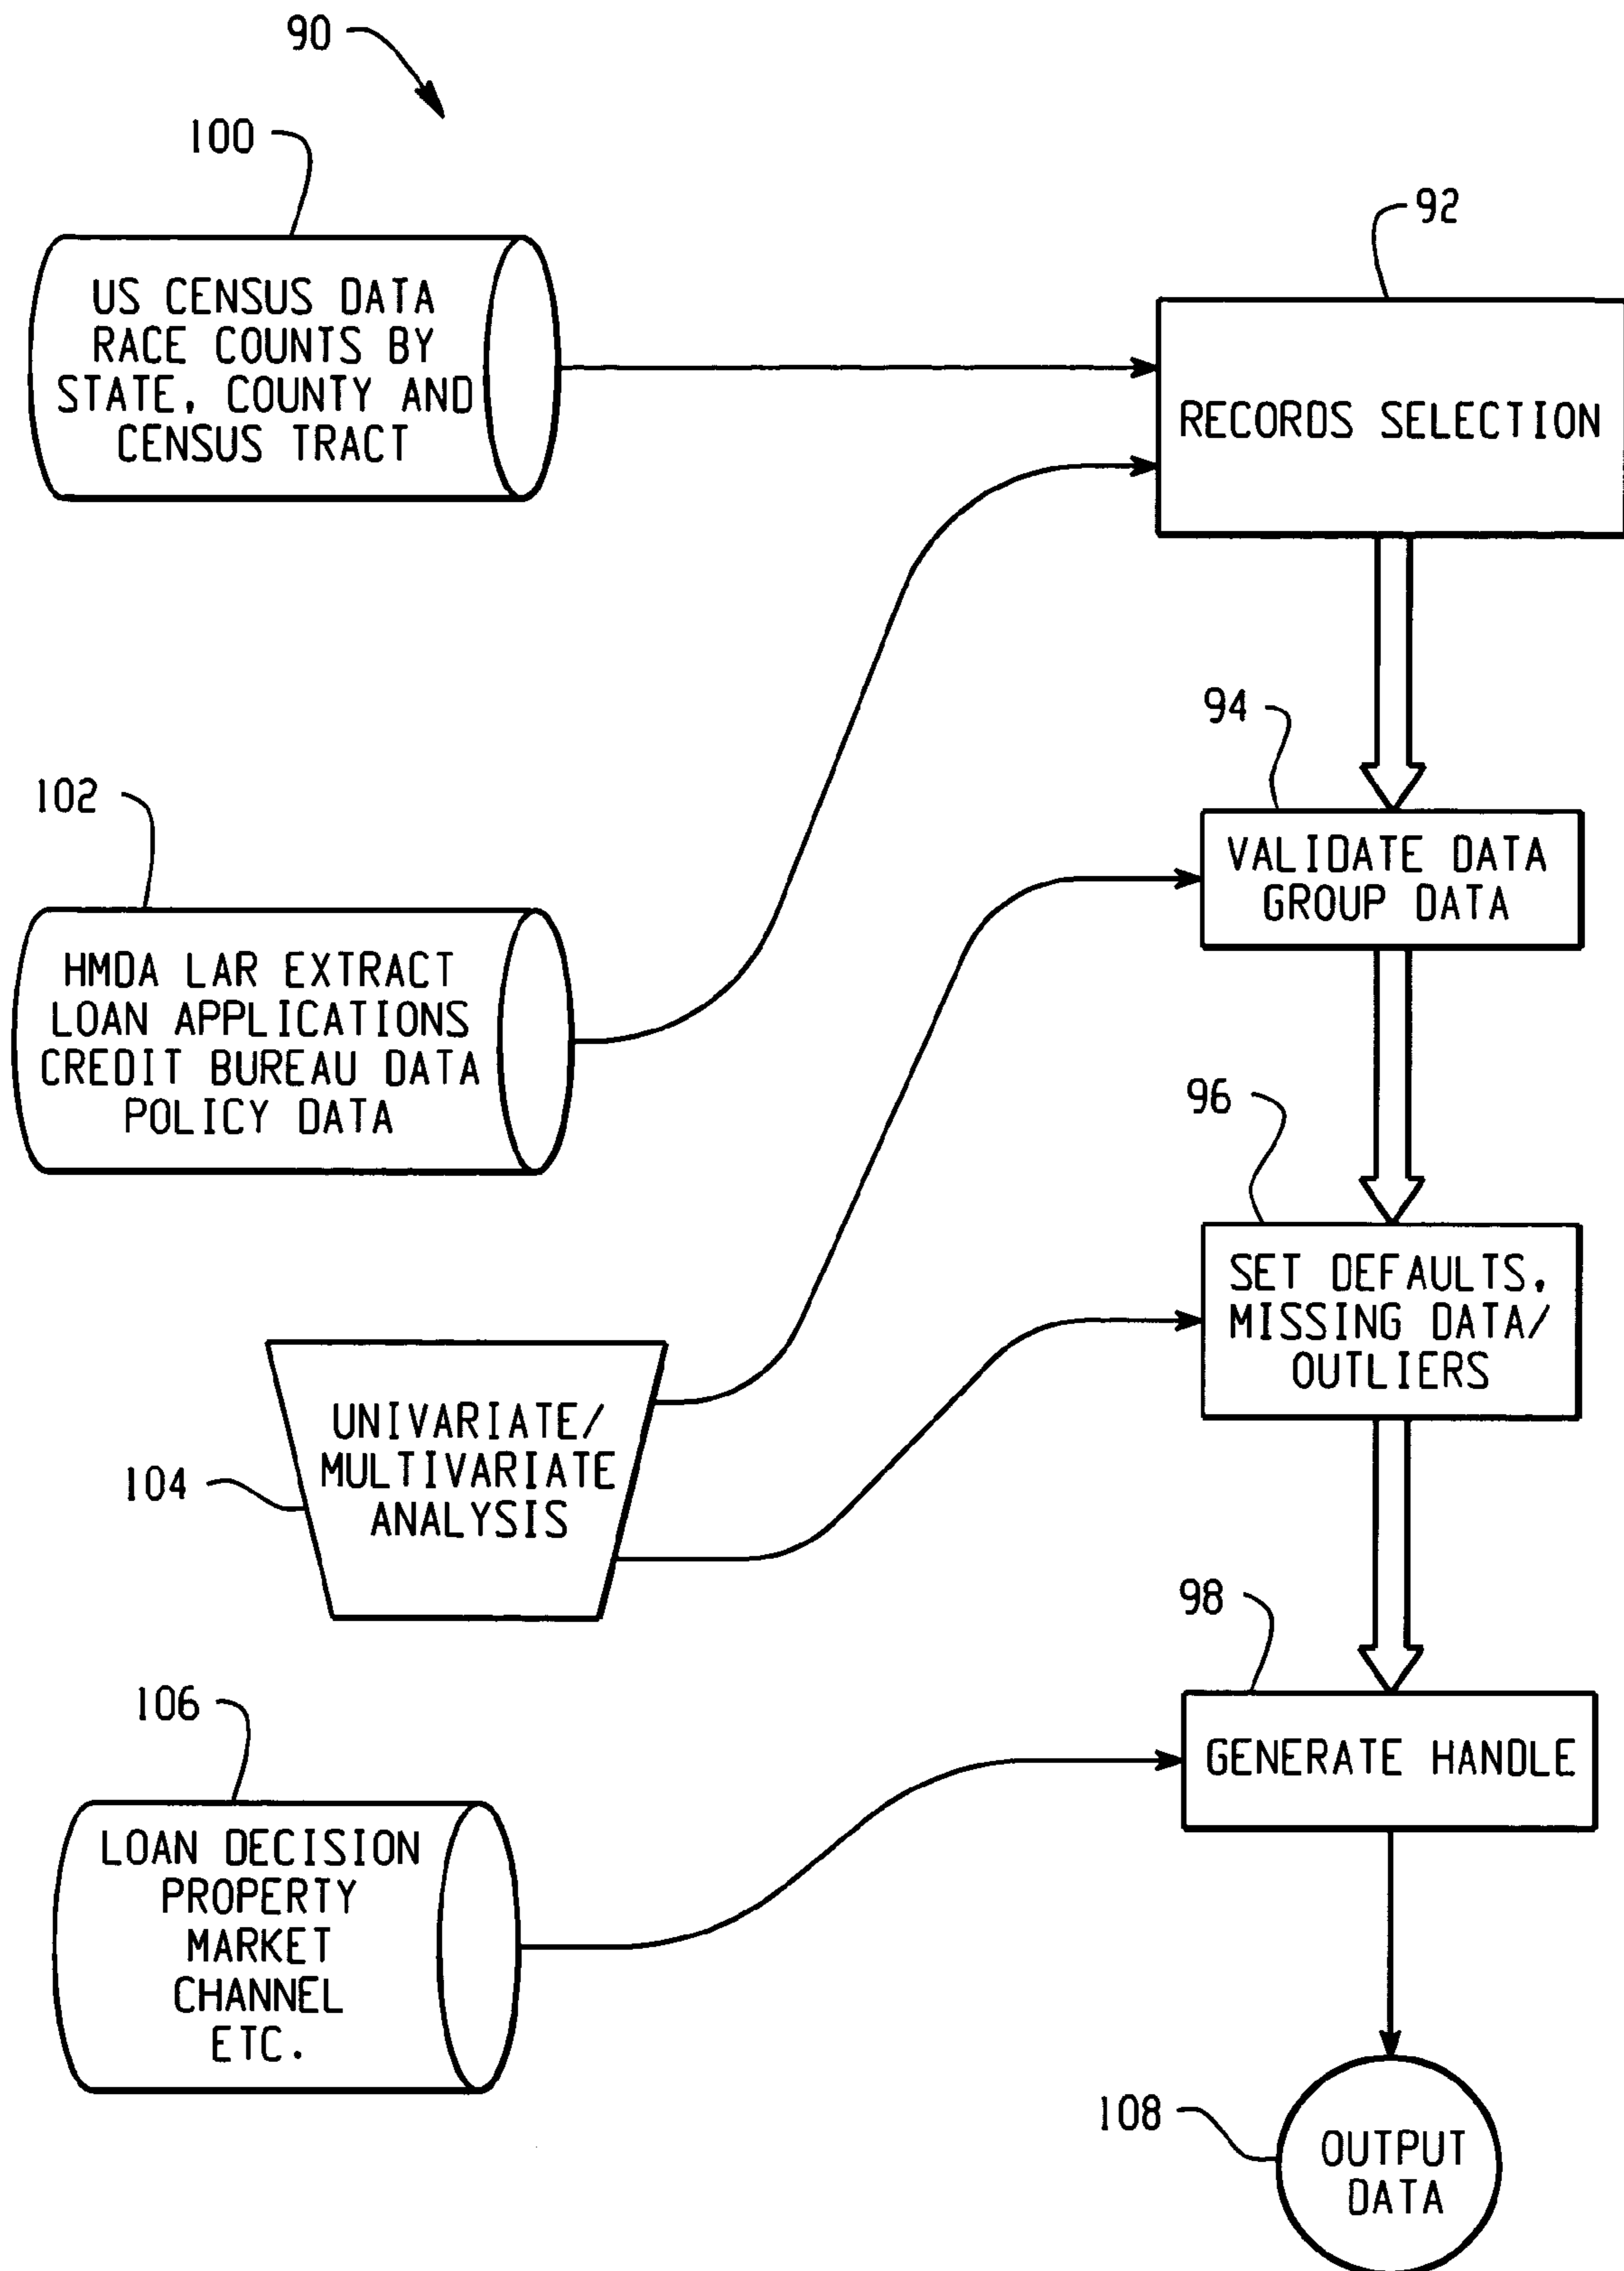 90
100
US CENSUS DATA
RACE COUNTS BY
STATE, COUNTY AND
CENSUS TRACT
92
RECORDS SELECTION
94
VALIDATE DATA
GROUP DATA
102
HMDA LAR EXTRACT
LOAN APPLICATIONS
CREDIT BUREAU DATA
POLICY DATA
96
SET DEFAULTS,
MISSING DATA/
OUTLIERS
104
UNIVARIATE/
MULTIVARIATE
ANALYSIS
98
GENERATE HANDLE
106
LOAN DECISION
PROPERTY
MARKET
CHANNEL
ETC.
108
OUTPUT
DATA